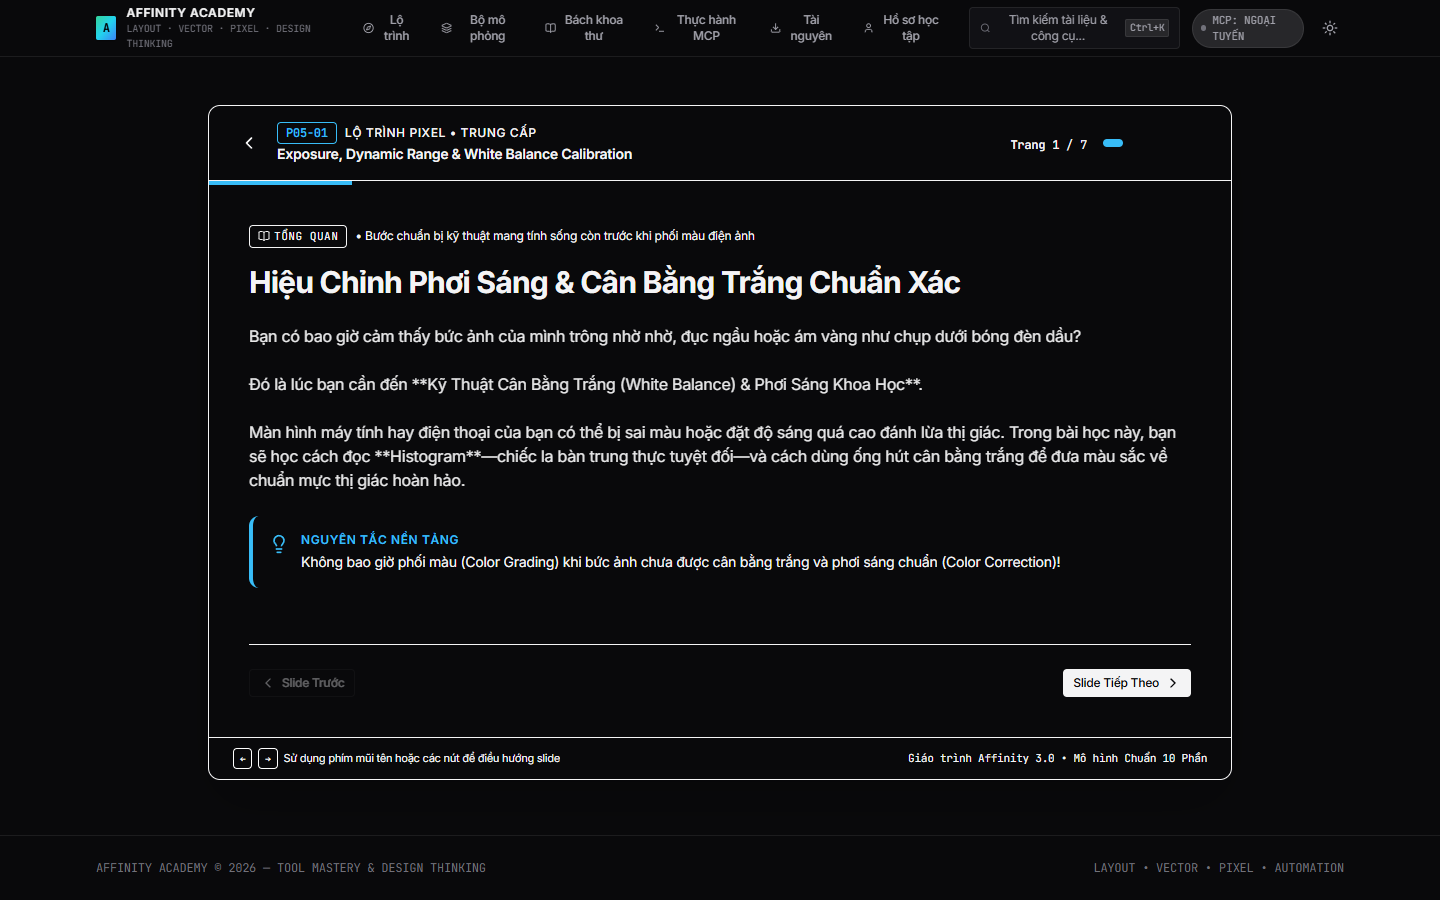 AFFINITY ACADEMY
LAYOUT · VECTOR · PIXEL · DESIGN
THINKING
Lộ
trình
Bộ mô
phỏng
Bách khoa
thư
Thực hành
MCP
Tài
nguyên
Hồ sơ học
tập
Tìm kiếm tài liệu &
công cụ...
Ctrl+K
MCP: NGOẠI
TUYẾN
A
P05-01 LỘ TRÌNH PIXEL • TRUNG CẤP
Exposure, Dynamic Range & White Balance Calibration
Trang 1 / 7
TỔNG QUAN • Bước chuẩn bị kỹ thuật mang tính sống còn trước khi phối màu điện ảnh
Hiệu Chỉnh Phơi Sáng & Cân Bằng Trắng Chuẩn Xác
Bạn có bao giờ cảm thấy bức ảnh của mình trông nhờ nhờ, đục ngầu hoặc ám vàng như chụp dưới bóng đèn dầu?
Đó là lúc bạn cần đến **Kỹ Thuật Cân Bằng Trắng (White Balance) & Phơi Sáng Khoa Học**.
Màn hình máy tính hay điện thoại của bạn có thể bị sai màu hoặc đặt độ sáng quá cao đánh lừa thị giác. Trong bài học này, bạn
sẽ học cách đọc **Histogram**—chiếc la bàn trung thực tuyệt đối—và cách dùng ống hút cân bằng trắng để đưa màu sắc về
chuẩn mực thị giác hoàn hảo.
NGUYÊN TẮC NỀN TẢNG
Không bao giờ phối màu (Color Grading) khi bức ảnh chưa được cân bằng trắng và phơi sáng chuẩn (Color Correction)!
Slide Trước
Slide Tiếp Theo
← → Sử dụng phím mũi tên hoặc các nút để điều hướng slide
Giáo trình Affinity 3.0 • Mô hình Chuẩn 10 Phần
AFFINITY ACADEMY © 2026 — TOOL MASTERY & DESIGN THINKING
LAYOUT • VECTOR • PIXEL • AUTOMATION